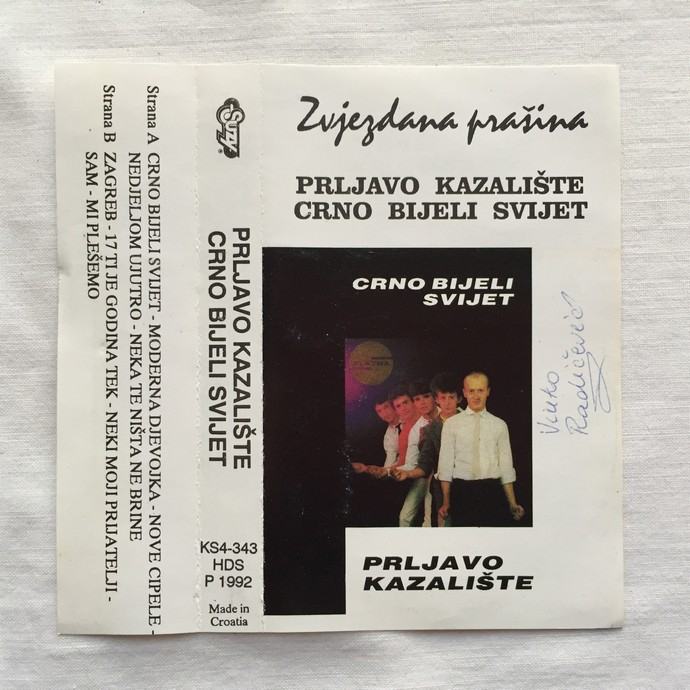 Strana A CRNO BIJELI SVIJET - MODERNA DJEVOJKA - NOVE CIPELE -
NEDJELJOM UJUTRO - NEKA TE NIŠTA NE BRINE
Strana B ZAGREB - 17 TI JE GODINA TEK - NEKI MOJI PRIJATELJI -
SAM - MI PLEŠEMO
SUZY
PRLJAVO KAZALIŠTE
CRNO BIJELI SVIJET
KS4-343
HDS
P 1992
Made in
Croatia
Zvjezdana prašina
PRLJAVO KAZALIŠTE
CRNO BIJELI SVIJET
CRNO BIJELI
SVIJET
ZLATNA
PRLJAVO
KAZALIŠTE
Vinko
Radičević